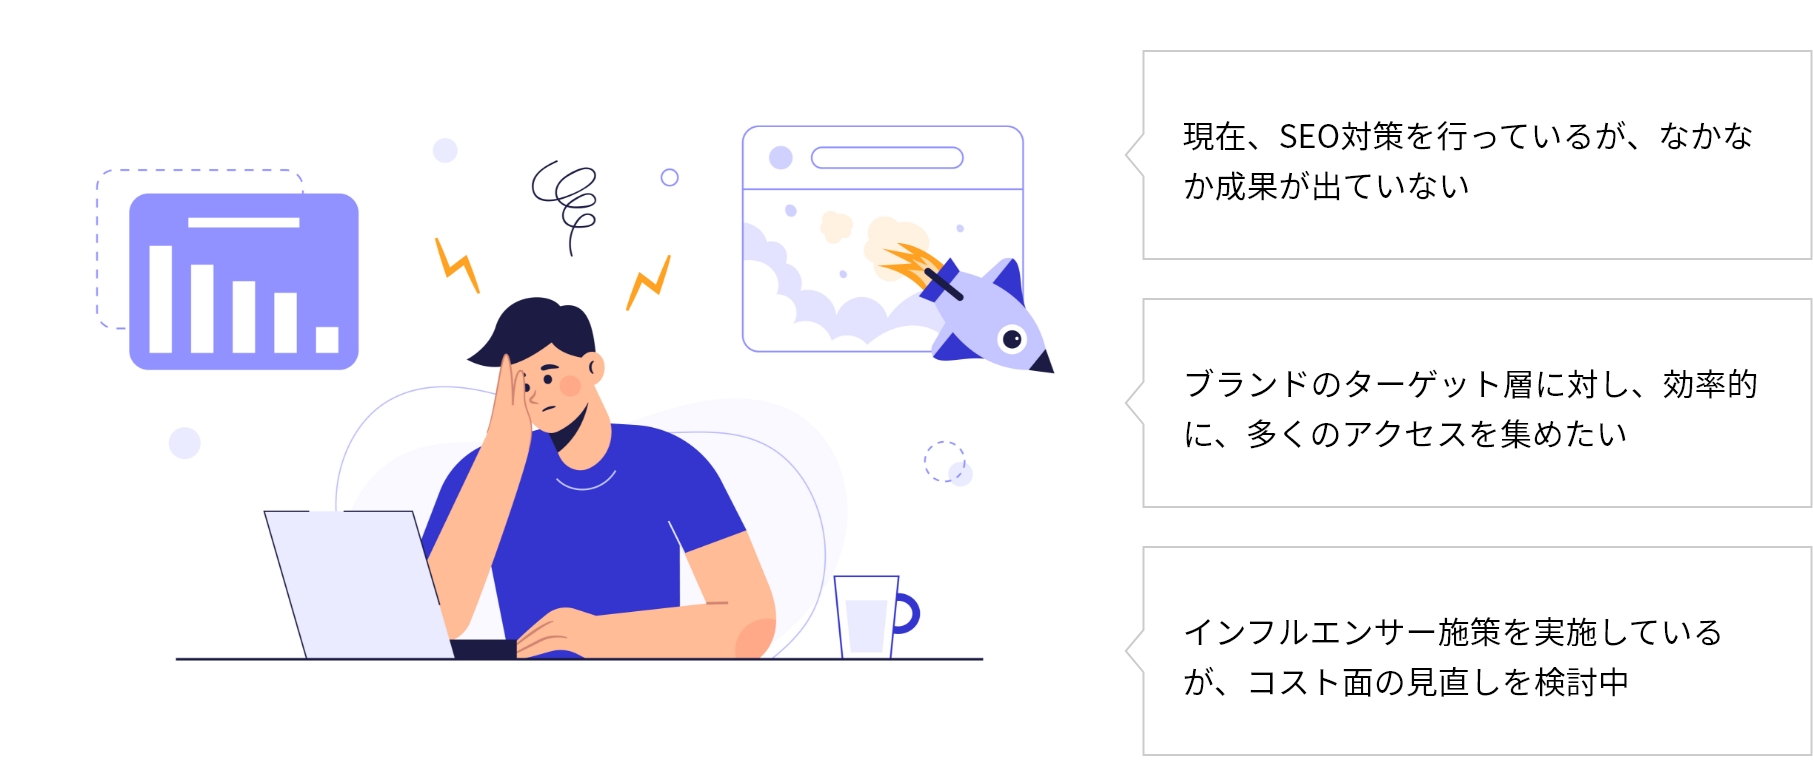 現在、SEO対策を行っているが、なかな
か成果が出ていない
ブランドのターゲット層に対し、効率的
に、多くのアクセスを集めたい
インフルエンサー施策を実施している
が、コスト面の見直しを検討中